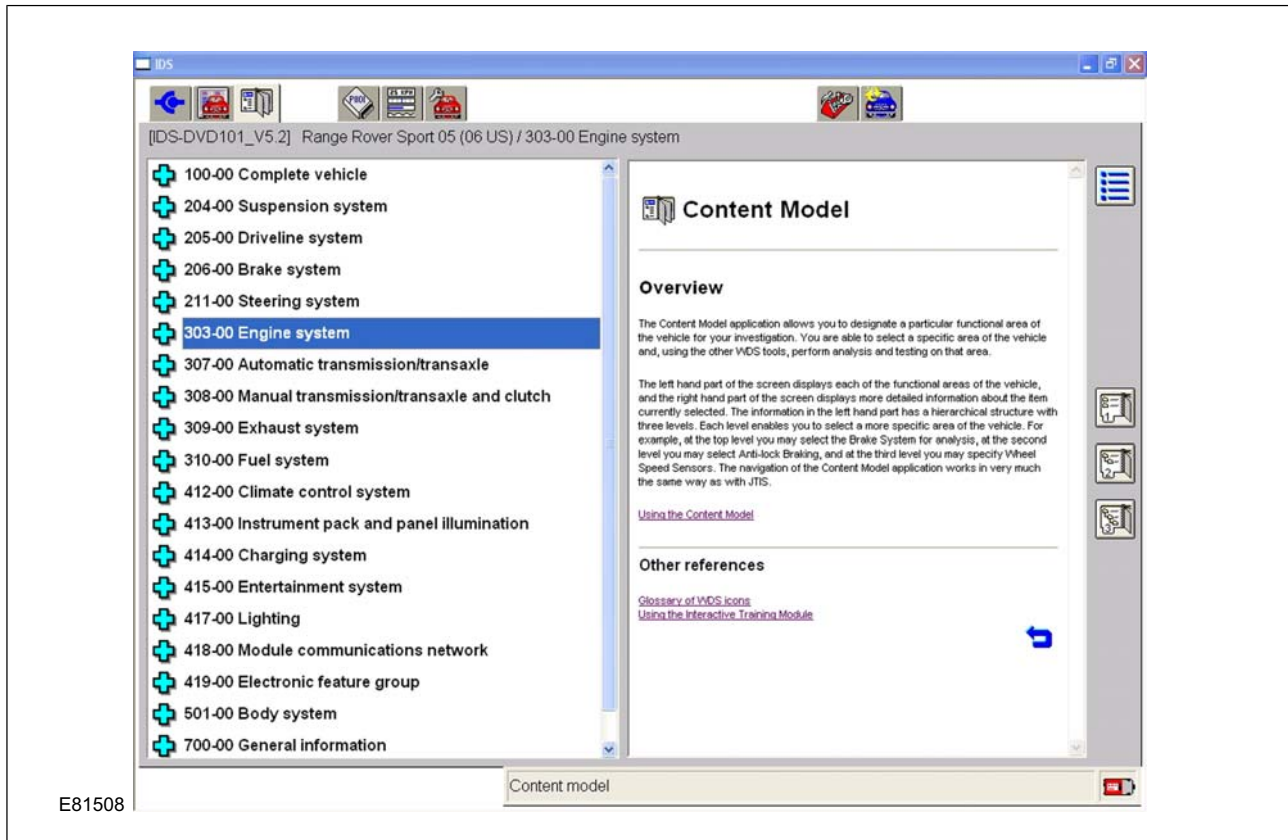 IDS
P1001
[IDS-DVD101_V5.2] Range Rover Sport 05 (06 US) / 303-00 Engine system
100-00 Complete vehicle
204-00 Suspension system
205-00 Driveline system
206-00 Brake system
211-00 Steering system
303-00 Engine system
307-00 Automatic transmission/transaxle
308-00 Manual transmission/transaxle and clutch
309-00 Exhaust system
310-00 Fuel system
412-00 Climate control system
413-00 Instrument pack and panel illumination
414-00 Charging system
415-00 Entertainment system
417-00 Lighting
418-00 Module communications network
419-00 Electronic feature group
501-00 Body system
700-00 General information
Content Model
Overview
The Content Model application allows you to designate a particular functional area of
the vehicle for your investigation. You are able to select a specific area of the vehicle
and, using the other WDS tools, perform analysis and testing on that area.
The left hand part of the screen displays each of the functional areas of the vehicle,
and the right hand part of the screen displays more detailed information about the item
currently selected. The information in the left hand part has a hierarchical structure with
three levels. Each level enables you to select a more specific area of the vehicle. For
example, at the top level you may select the Brake System for analysis, at the second
level you may select Anti-lock Braking, and at the third level you may specify Wheel
Speed Sensors. The navigation of the Content Model application works in very much
the same way as with JTIS.
Using the Content Model
Other references
Glossary of WDS icons
Using the Interactive Training Module
1
2
3
Content model
E81508